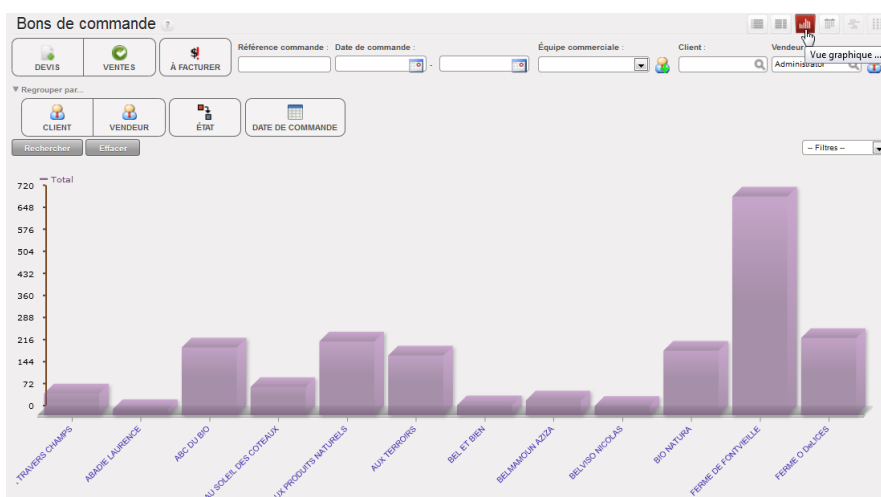 Bons de commande ?
Référence commande : Date de commande : Équipe commerciale : Client : Vendeur
DEVIS VENTES À FACTURER - Administrator
Vue graphique ...
Regrouper par...
CLIENT VENDEUR ÉTAT DATE DE COMMANDE
Rechercher Effacer -- Filtres --
Total
720
648
576
504
432
360
288
216
144
72
0
TRAVERS CHAMPS
ABADIE LAURENCE
ABC DU BIO
AU SOLEIL DES COTEAUX
UX PRODUITS NATURELS
AUX TERROIRS
BEL ET BIEN
BELMAMOUN AZIZA
BELVISO NICOLAS
BIO NATURA
FERME DE FONTVIEILLE
FERME O DeLICES